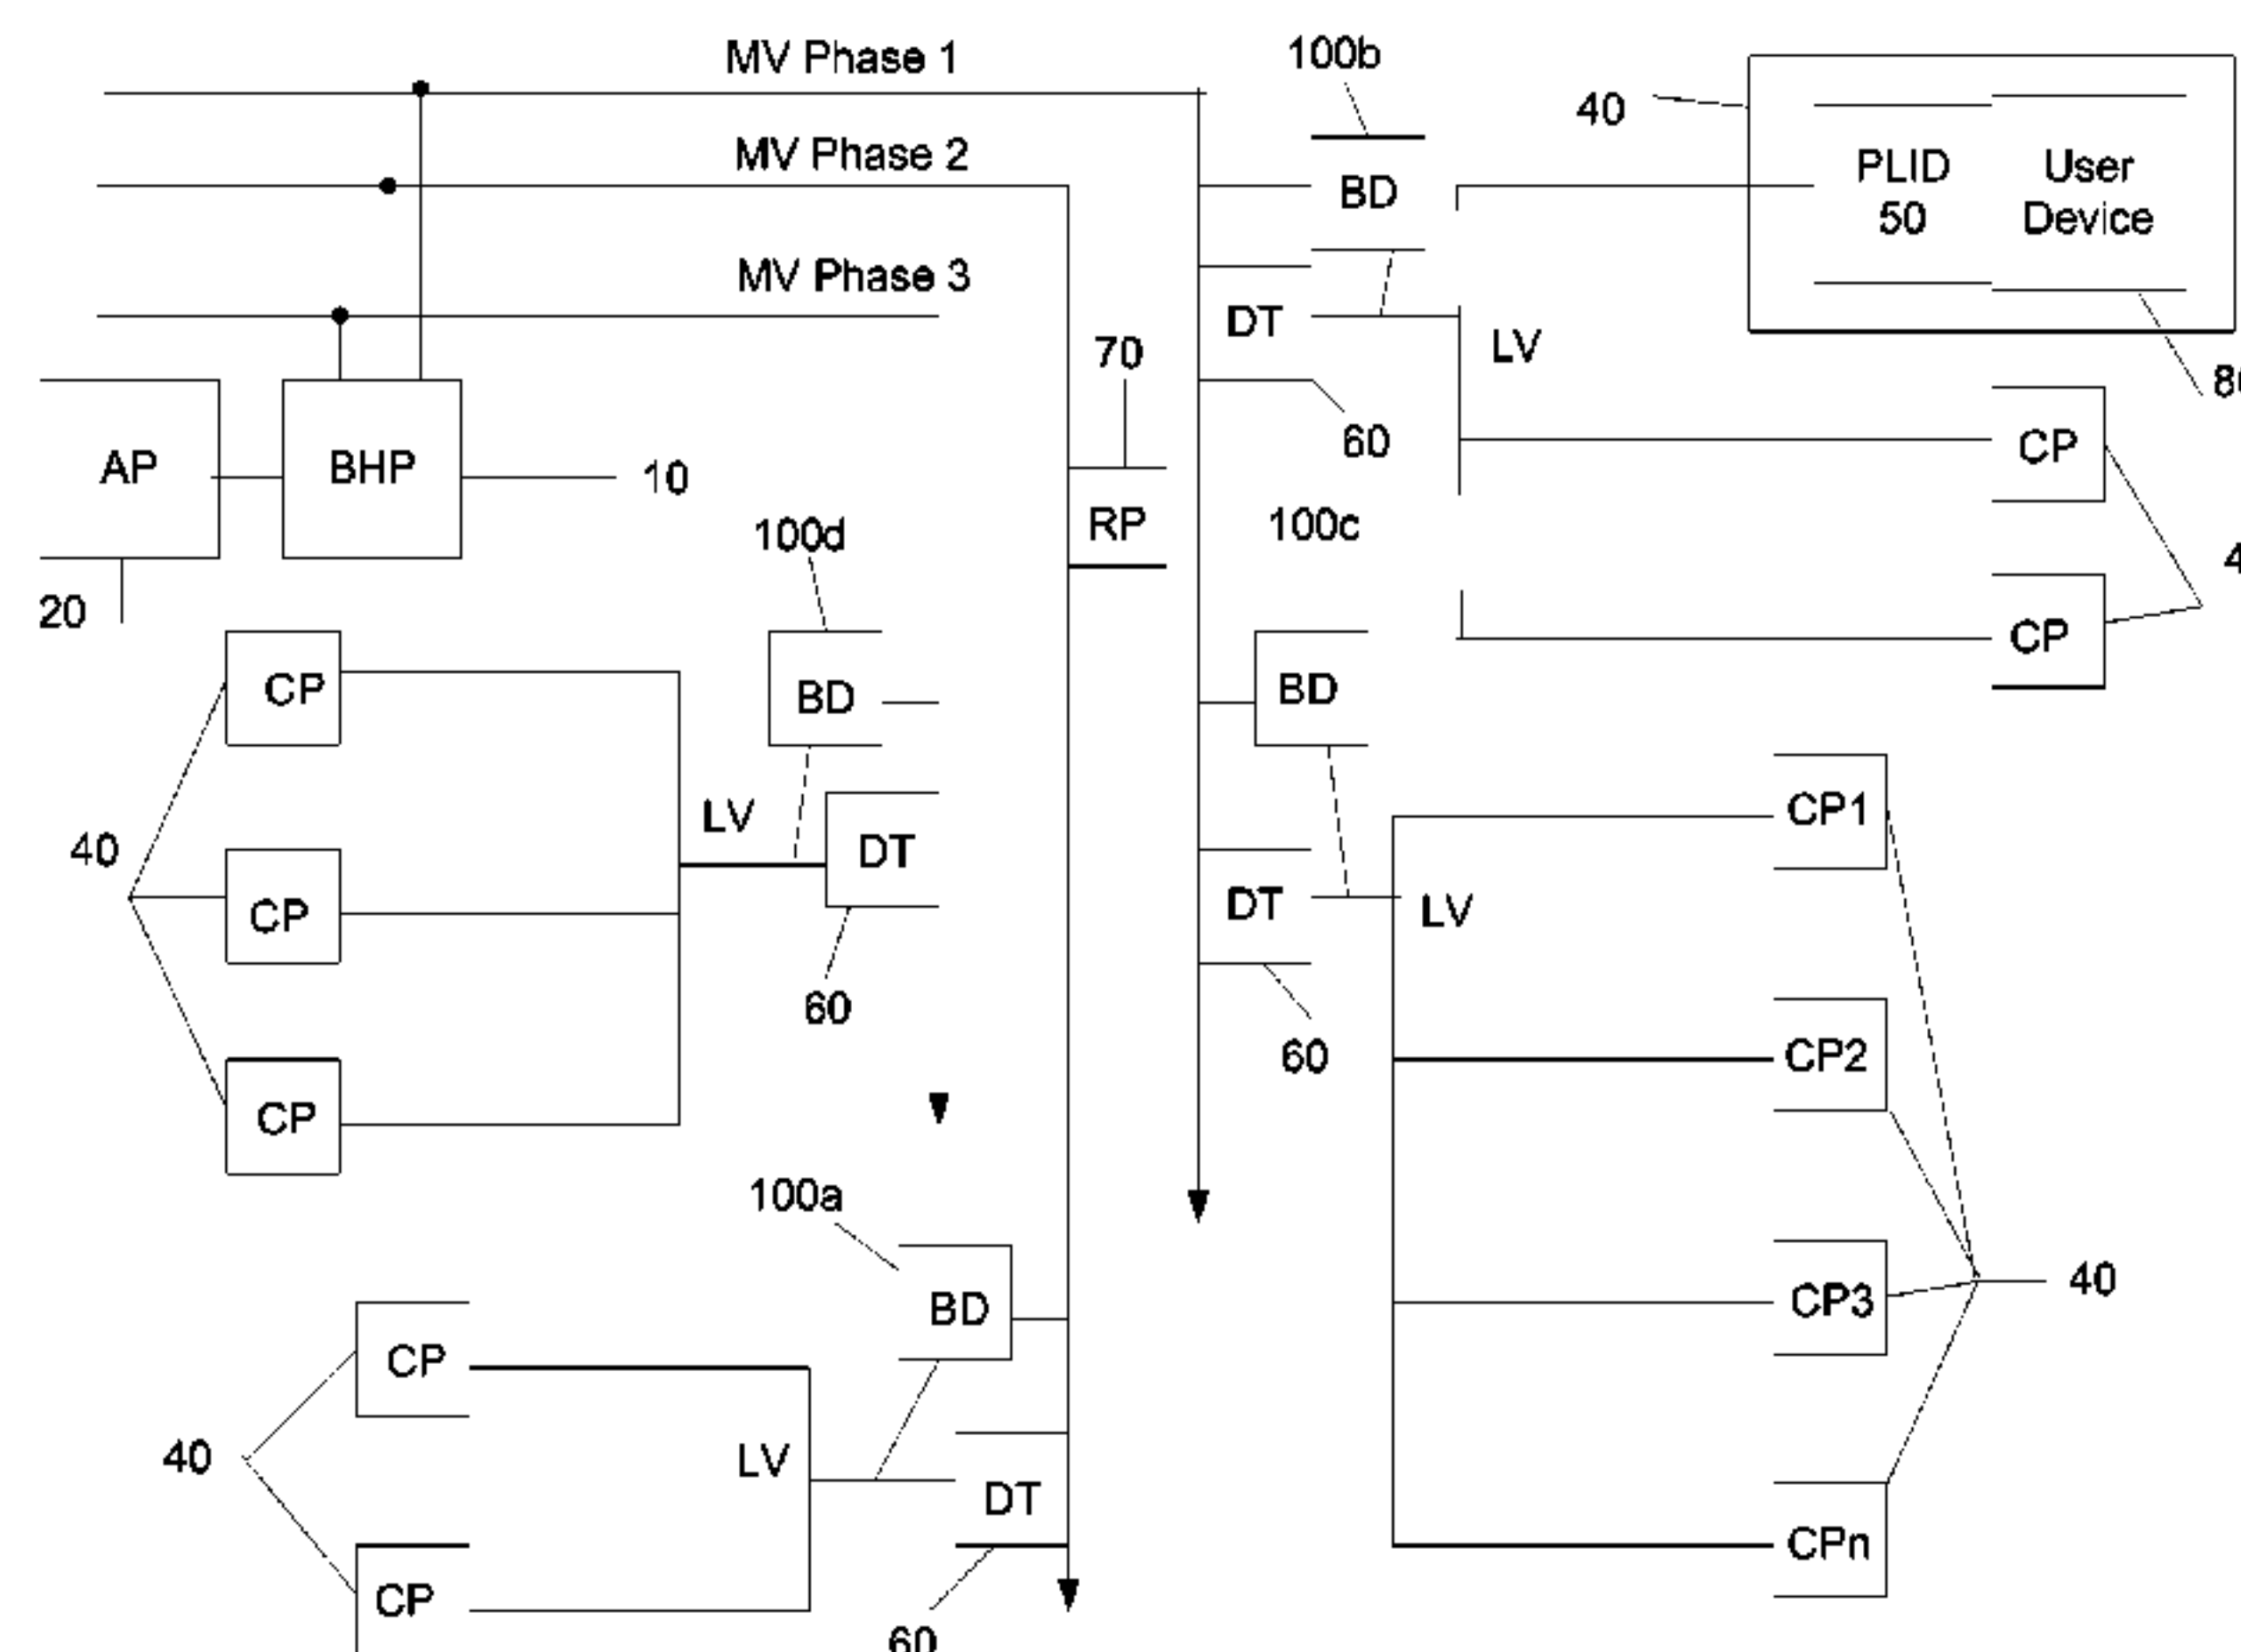 MV Phase 1
100b
40
MV Phase 2
BD
PLID
50
User
Device
MV Phase 3
DT
LV
70
60
AP
BHP
10
CP
RP
100c
100d
20
CP
CP
BD
BD
CP1
LV
40
DT
DT
LV
CP
60
60
CP2
CP
100a
40
BD
CP3
CP
40
LV
DT
CPn
CP
60